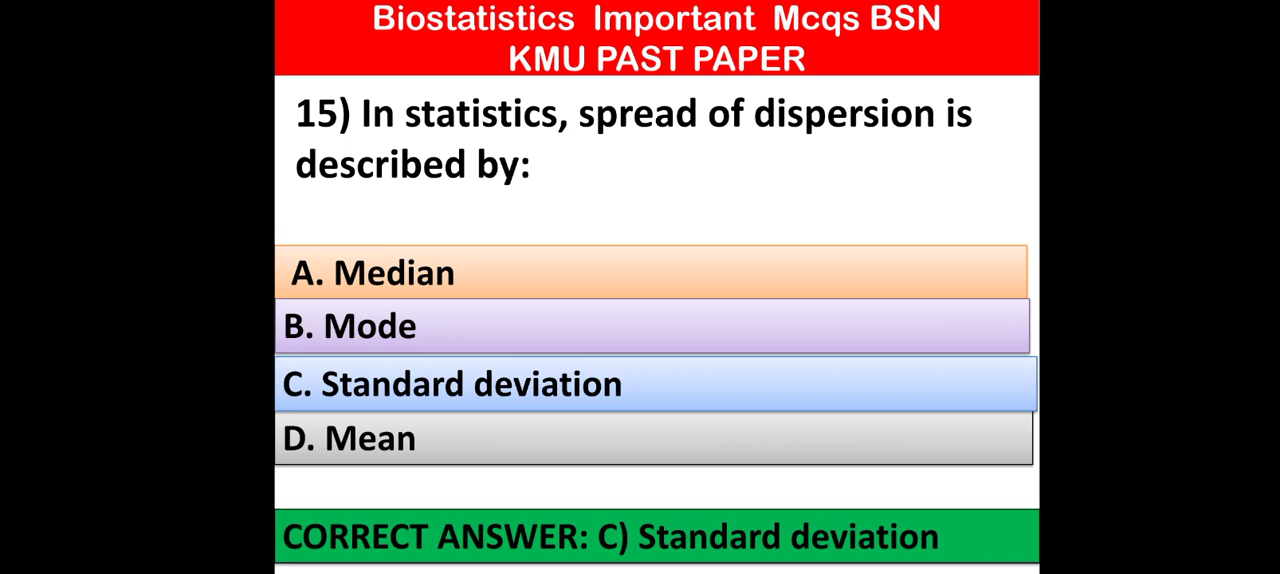 Biostatistics Important Mcqs BSN
KMU PAST PAPER
15) In statistics, spread of dispersion is
described by:
A. Median
B. Mode
C. Standard deviation
D. Mean
CORRECT ANSWER: C) Standard deviation